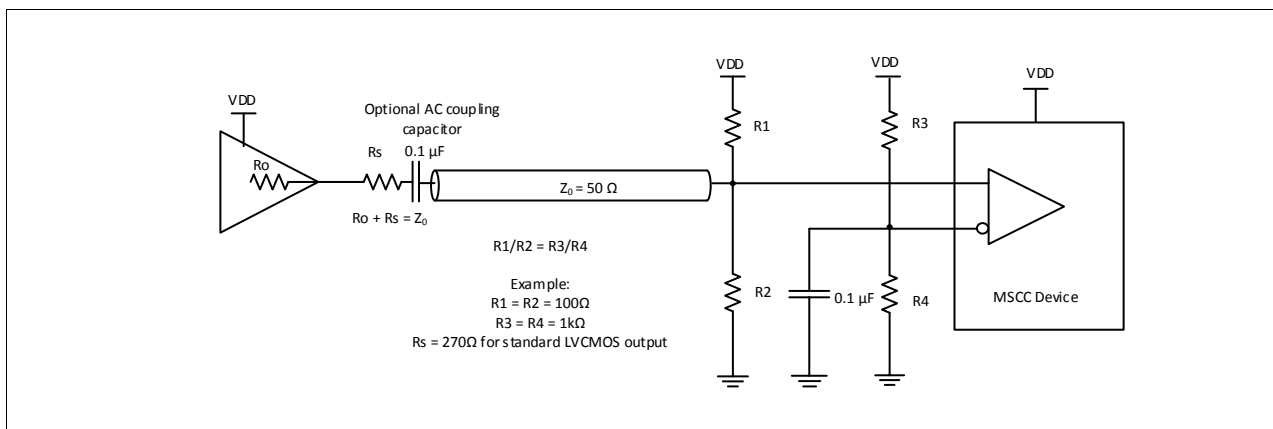 VDD
Ro
Optional AC coupling
capacitor
Rs
0.1 µF
Ro + Rs = Z0
Z0 = 50 Ω
R1/R2 = R3/R4
Example:
R1 = R2 = 100Ω
R3 = R4 = 1kΩ
Rs = 270Ω for standard LVCMOS output
VDD
R1
R2
0.1 µF
VDD
R3
R4
VDD
MSCC Device